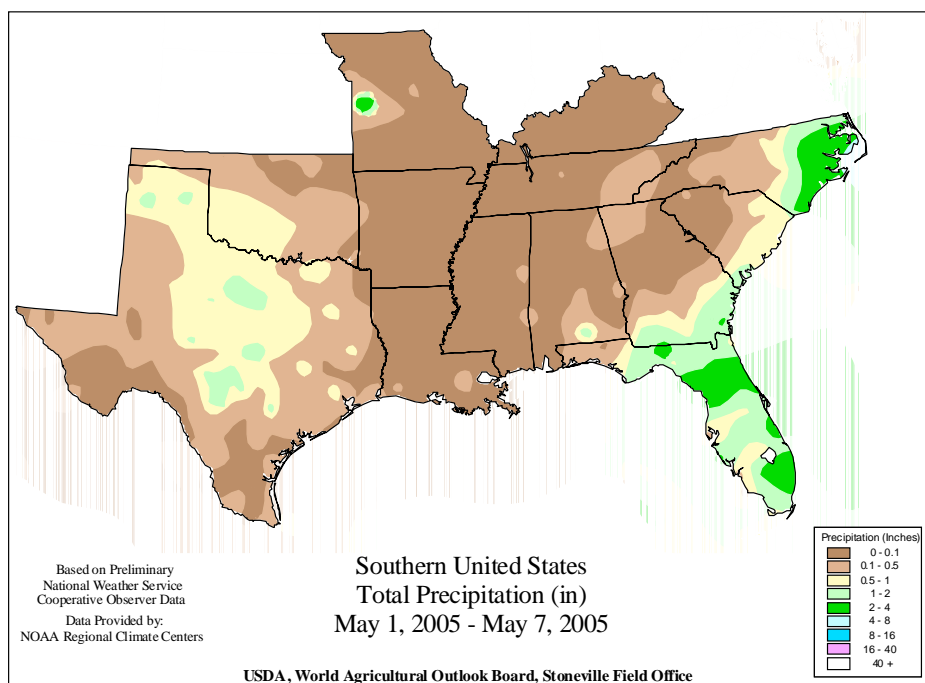 Precipitation (Inches)
0 - 0.1
0.1 - 0.5
0.5 - 1
1 - 2
2 - 4
4 - 8
8 - 16
16 - 40
40 +
Based on Preliminary
National Weather Service
Cooperative Observer Data
Data Provided by:
NOAA Regional Climate Centers
Southern United States
Total Precipitation (in)
May 1, 2005 - May 7, 2005
USDA, World Agricultural Outlook Board, Stoneville Field Office